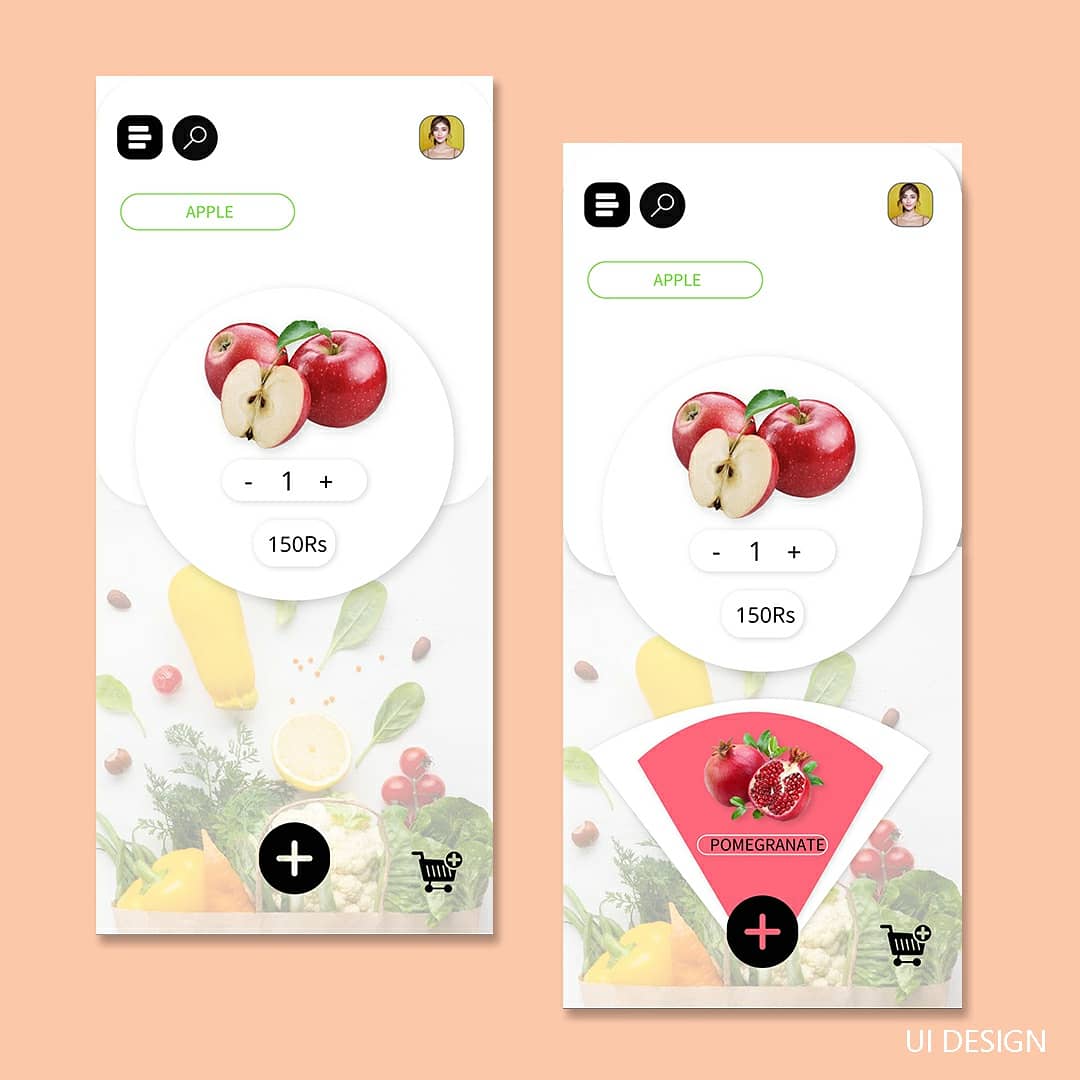 APPLE
- 1 +
150Rs
APPLE
- 1 +
150Rs
POMEGRANATE
UI DESIGN